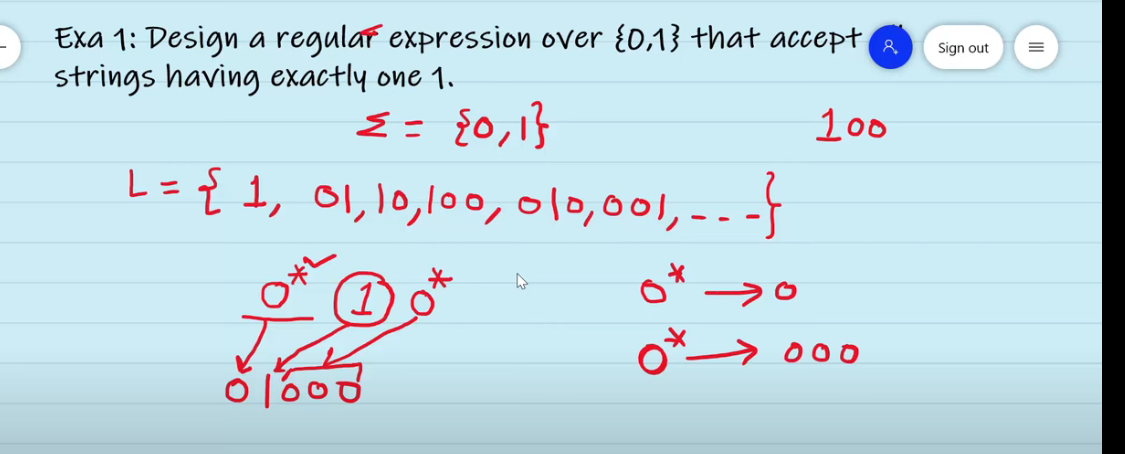 Exa 1: Design a regular expression over {0,1} that accept
Sign out
strings having exactly one 1.
Σ = {0,1}
100
L = { 1, 01,10,100, 010,001,---}
0* 1 0*
0* → 0
0* → 000
01000